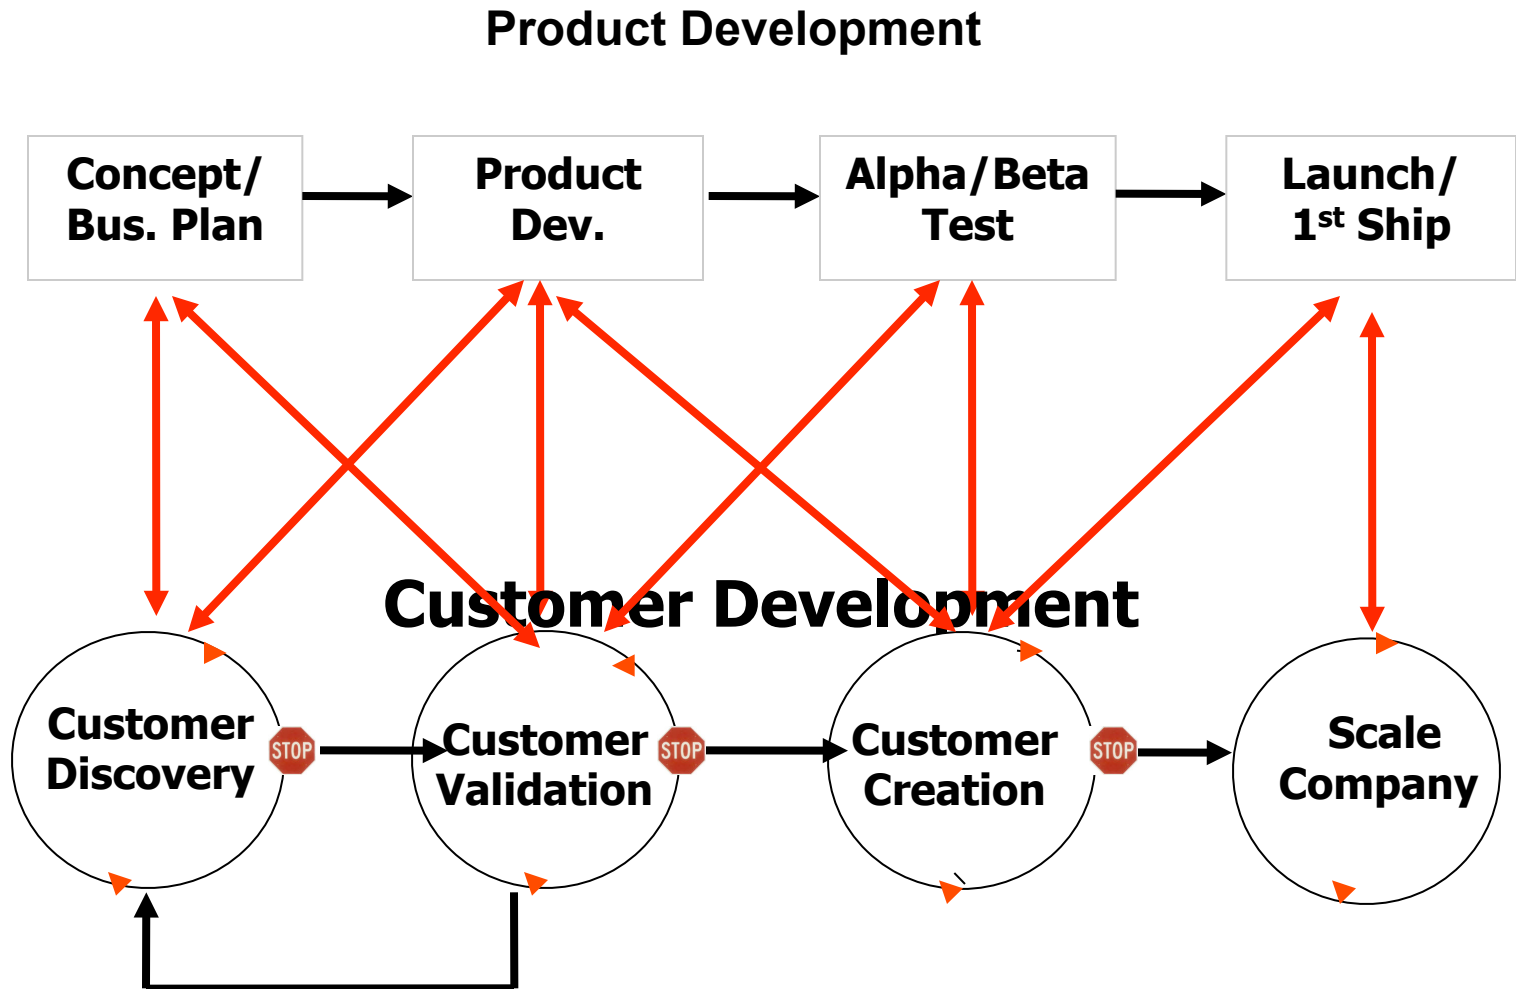 Product Development
Concept/
Bus. Plan
Product
Dev.
Alpha/Beta
Test
Launch/
1st Ship
Customer Development
Customer
Discovery
STOP
Customer
Validation
STOP
Customer
Creation
STOP
Scale
Company